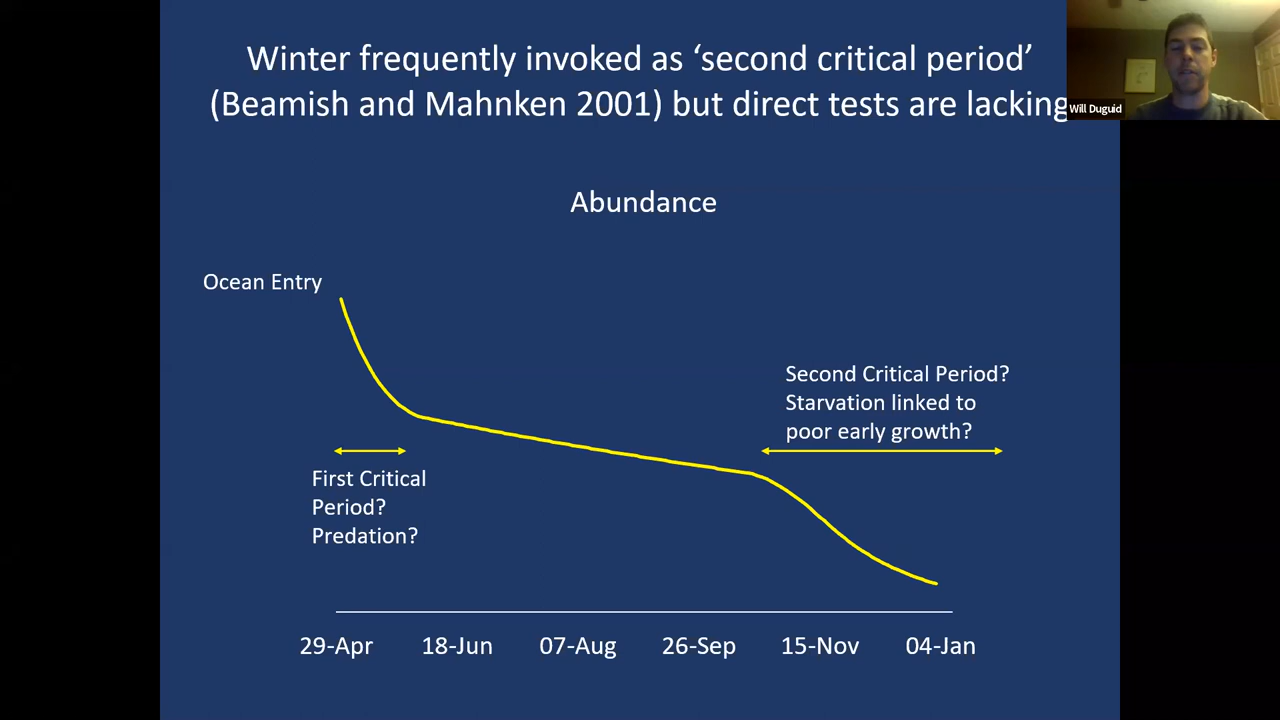 Winter frequently invoked as ‘second critical period’
(Beamish and Mahnken 2001) but direct tests are lacking
Will Duguid
Abundance
Ocean Entry
Second Critical Period?
Starvation linked to
poor early growth?
First Critical
Period?
Predation?
29-Apr 18-Jun 07-Aug 26-Sep 15-Nov 04-Jan